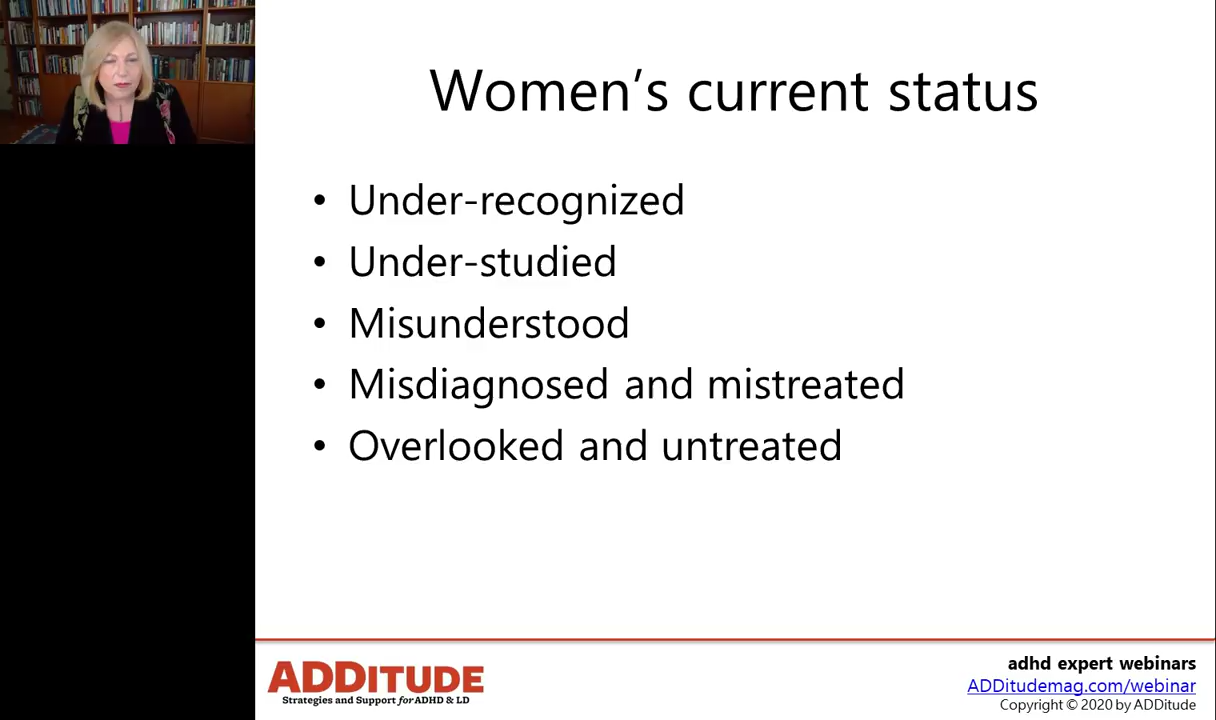 Women's current status
• Under-recognized
• Under-studied
• Misunderstood
• Misdiagnosed and mistreated
• Overlooked and untreated
ADDITUDE
Strategies and Support for ADHD & LD
adhd expert webinars
ADDitudemag.com/webinar
Copyright © 2020 by ADDitude